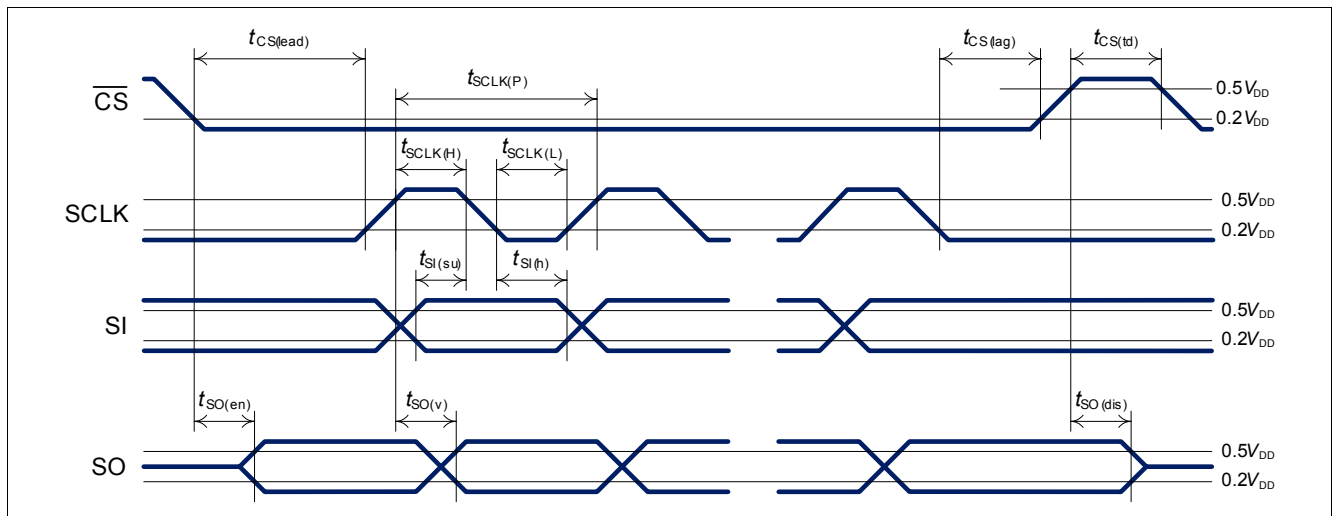 tCS(lead)
tCS(lag)
tCS(td)
tSCLK(P)
CS
0.5VDD
0.2VDD
tSCLK(H)
tSCLK(L)
SCLK
0.5VDD
0.2VDD
tSI(su)
tSI(h)
SI
0.5VDD
0.2VDD
tSO(en)
tSO(v)
tSO(dis)
SO
0.5VDD
0.2VDD